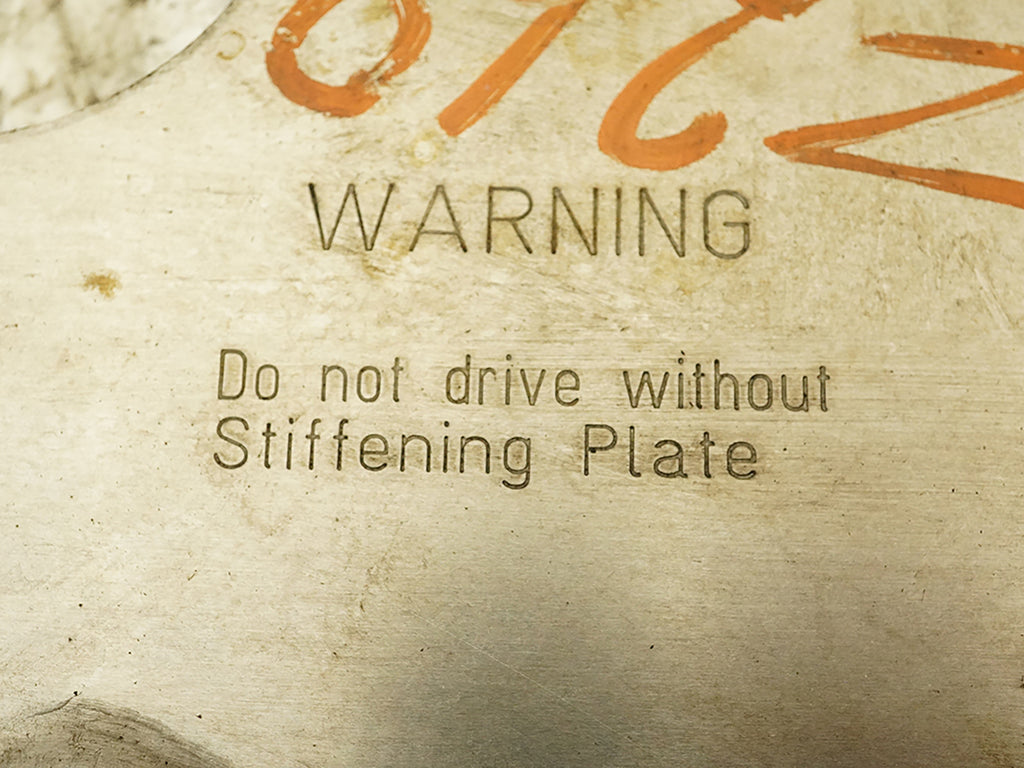 WARNING
Do not drive without
Stiffening Plate